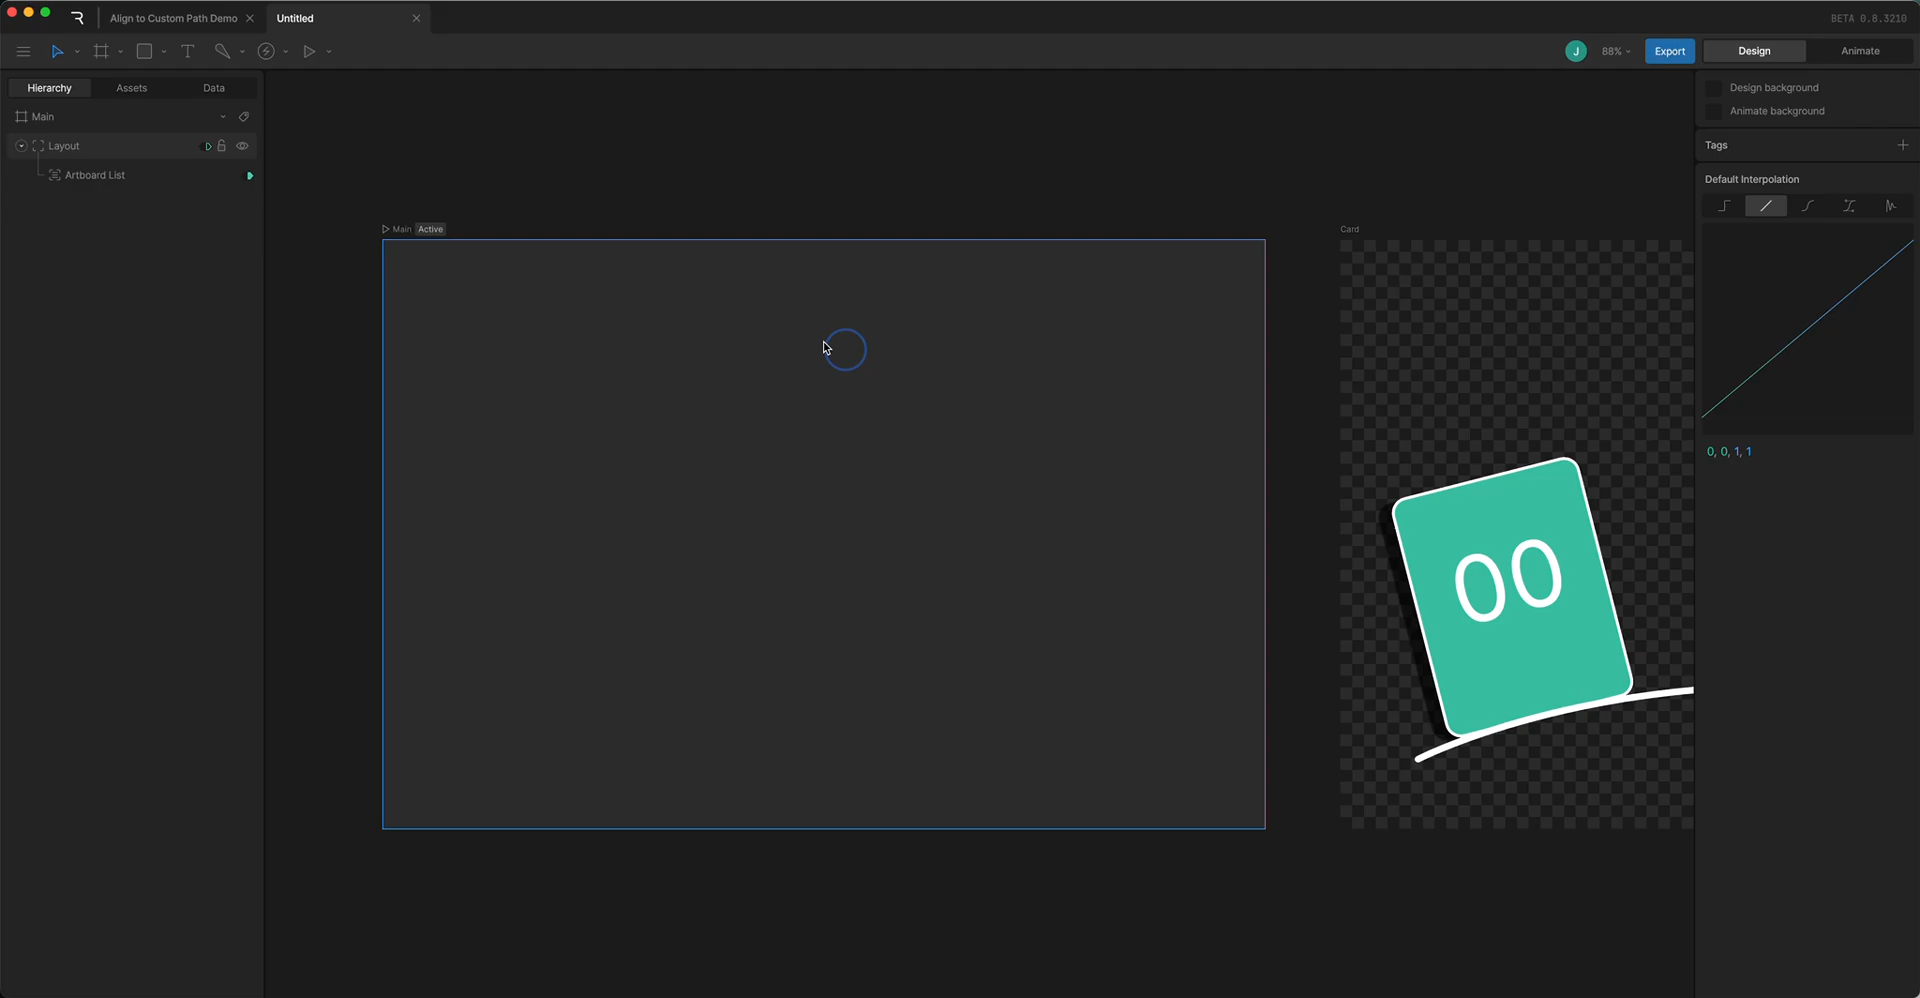 Align to Custom Path Demo
Untitled
BETA 0.8.3210
J
88%
Export
Design
Animate
Hierarchy
Assets
Data
Main
Layout
Artboard List
Main
Active
Card
00
Design background
Animate background
Tags
Default Interpolation
0, 0, 1, 1